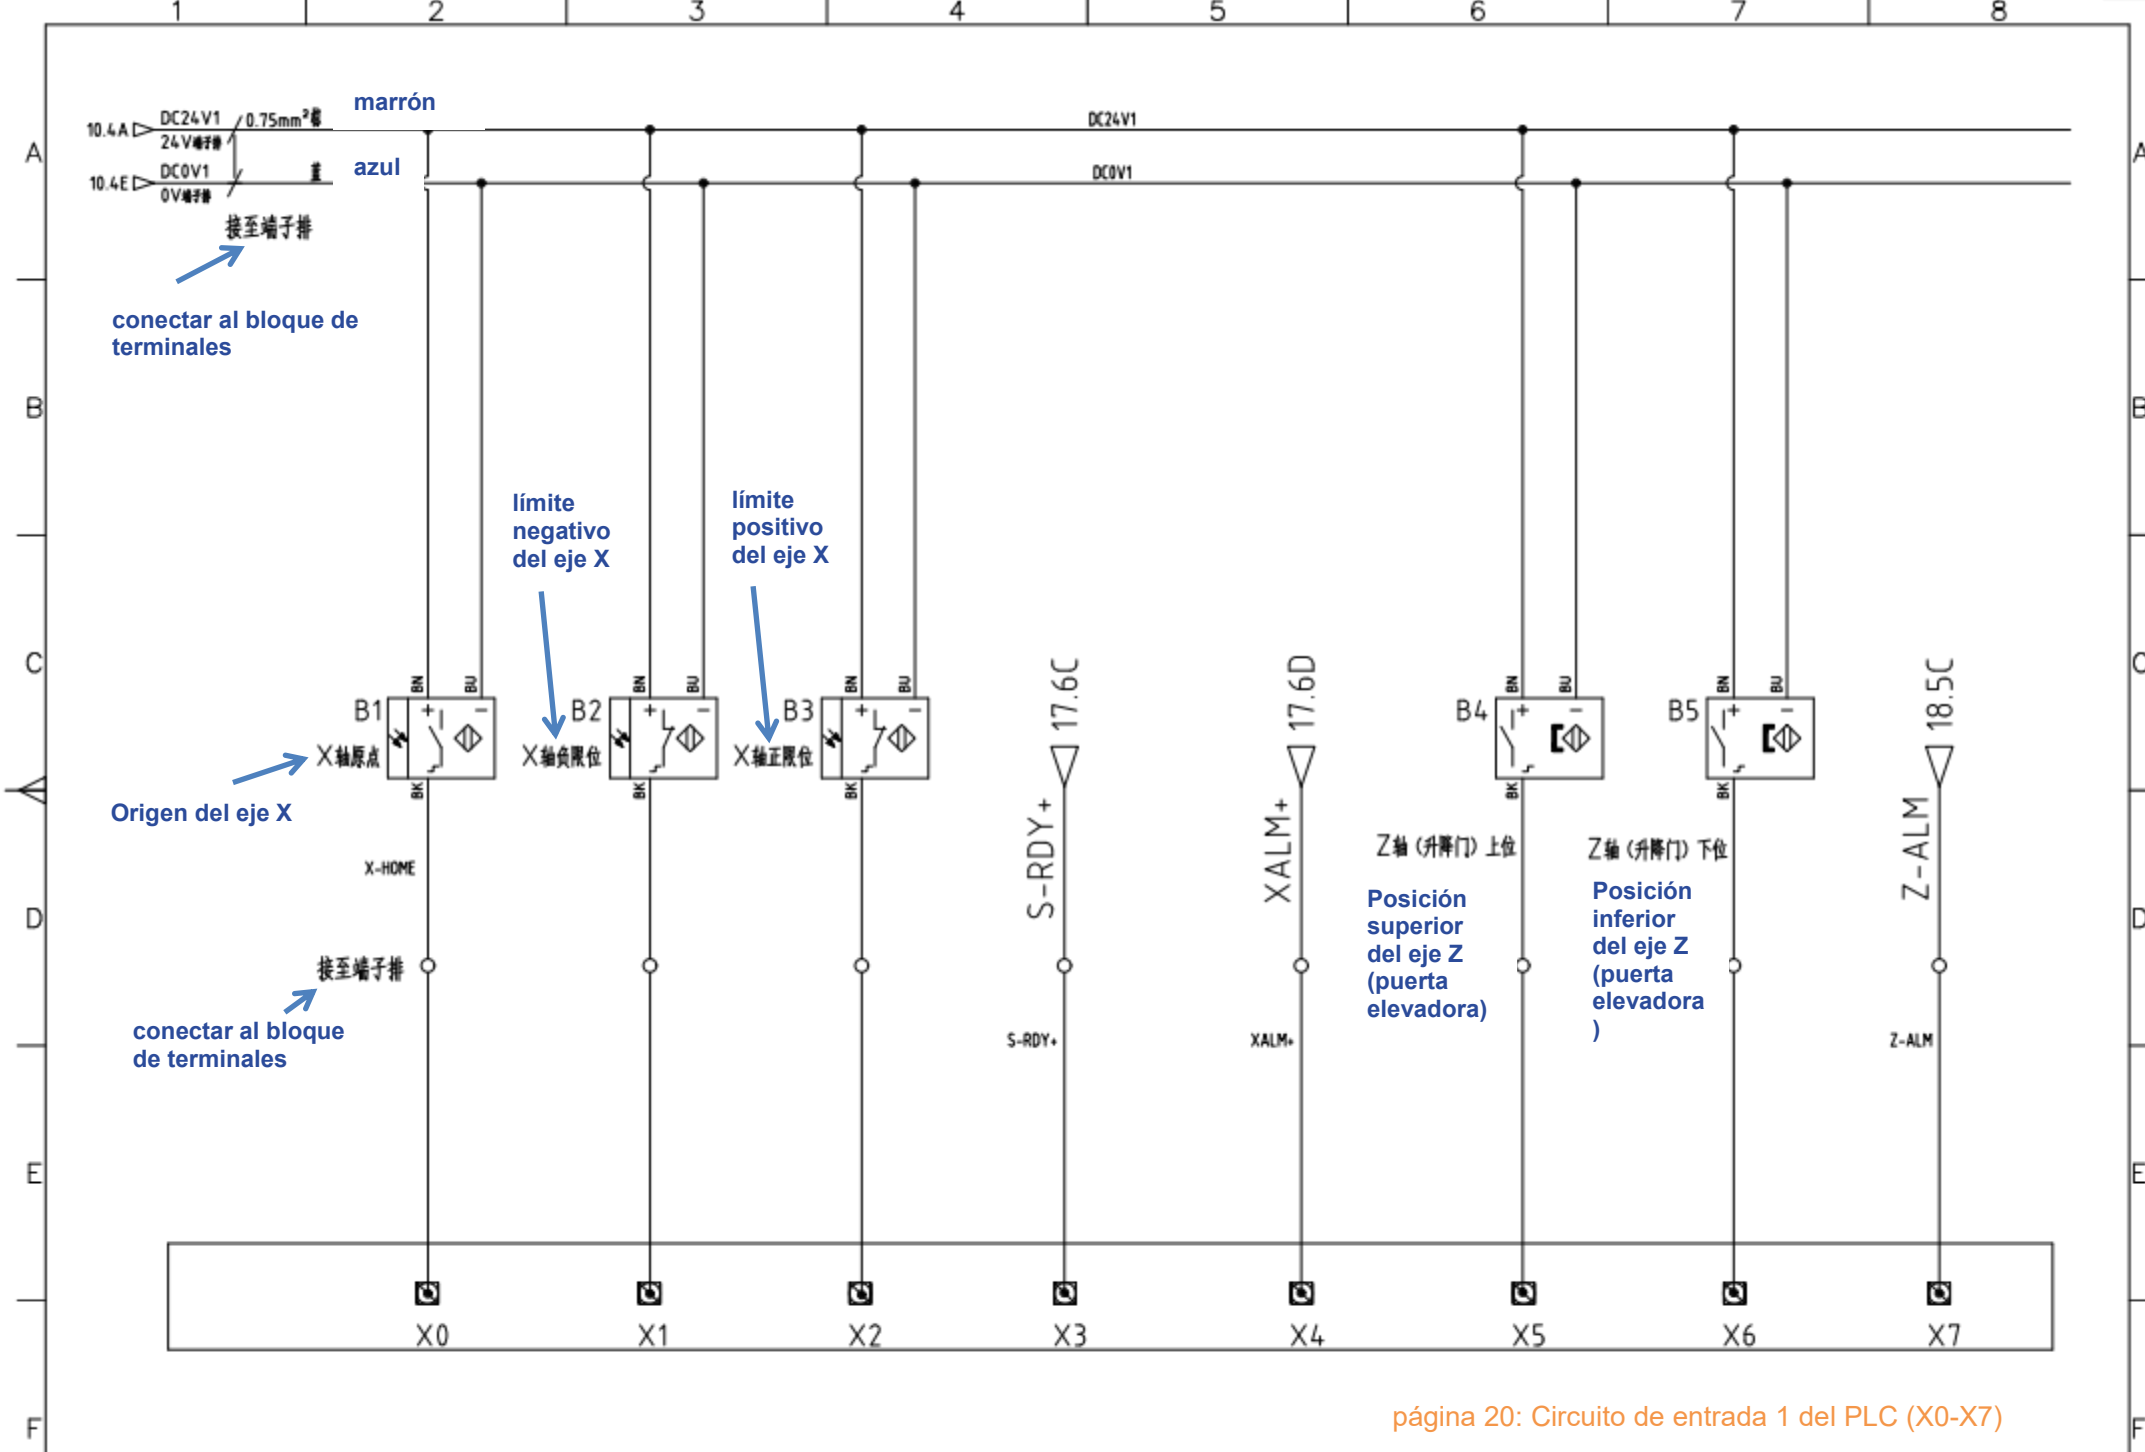 1 2 3 4 5 6 7 8
A
B
C
D
E
F
A
B
C
D
E
F
10.4A
DC24V1
0.75mm²棕
24V端子排
marrón
DC24V1
10.4E
DC0V1
蓝
0V端子排
azul
DC0V1
接至端子排
conectar al bloque de
terminales
límite
negativo
del eje X
límite
positivo
del eje X
BN BU
B1
+ -
X轴原点
BK
Origen del eje X
BN BU
B2
+ -
X轴负限位
BK
BN BU
B3
+ -
X轴正限位
BK
17.6C
S-RDY+
17.6D
XALM+
BN BU
B4
+ -
BK
Z轴（升降门）上位
Posición
superior
del eje Z
(puerta
elevadora)
BN BU
B5
+ -
BK
Z轴（升降门）下位
Posición
inferior
del eje Z
(puerta
elevadora
)
18.5C
Z-ALM
X-HOME
接至端子排
conectar al bloque
de terminales
S-RDY+
XALM+
Z-ALM
X0 X1 X2 X3 X4 X5 X6 X7
página 20: Circuito de entrada 1 del PLC (X0-X7)